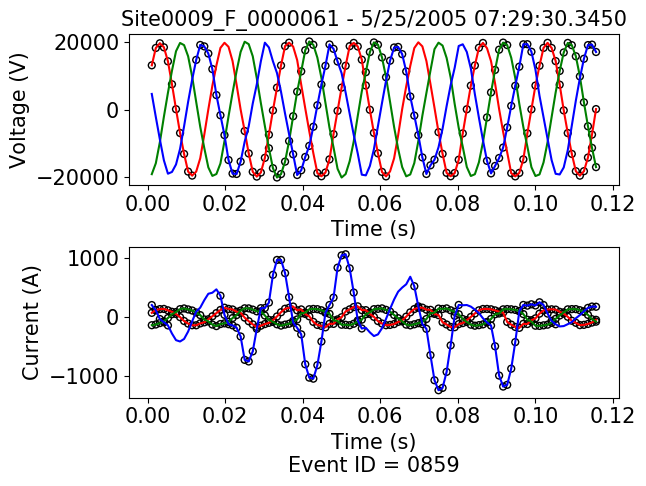 Site0009_F_0000061 - 5/25/2005 07:29:30.3450
Voltage (V)
20000
0
−20000
0.00 0.02 0.04 0.06 0.08 0.10 0.12
Time (s)
Current (A)
1000
0
−1000
0.00 0.02 0.04 0.06 0.08 0.10 0.12
Time (s)
Event ID = 0859